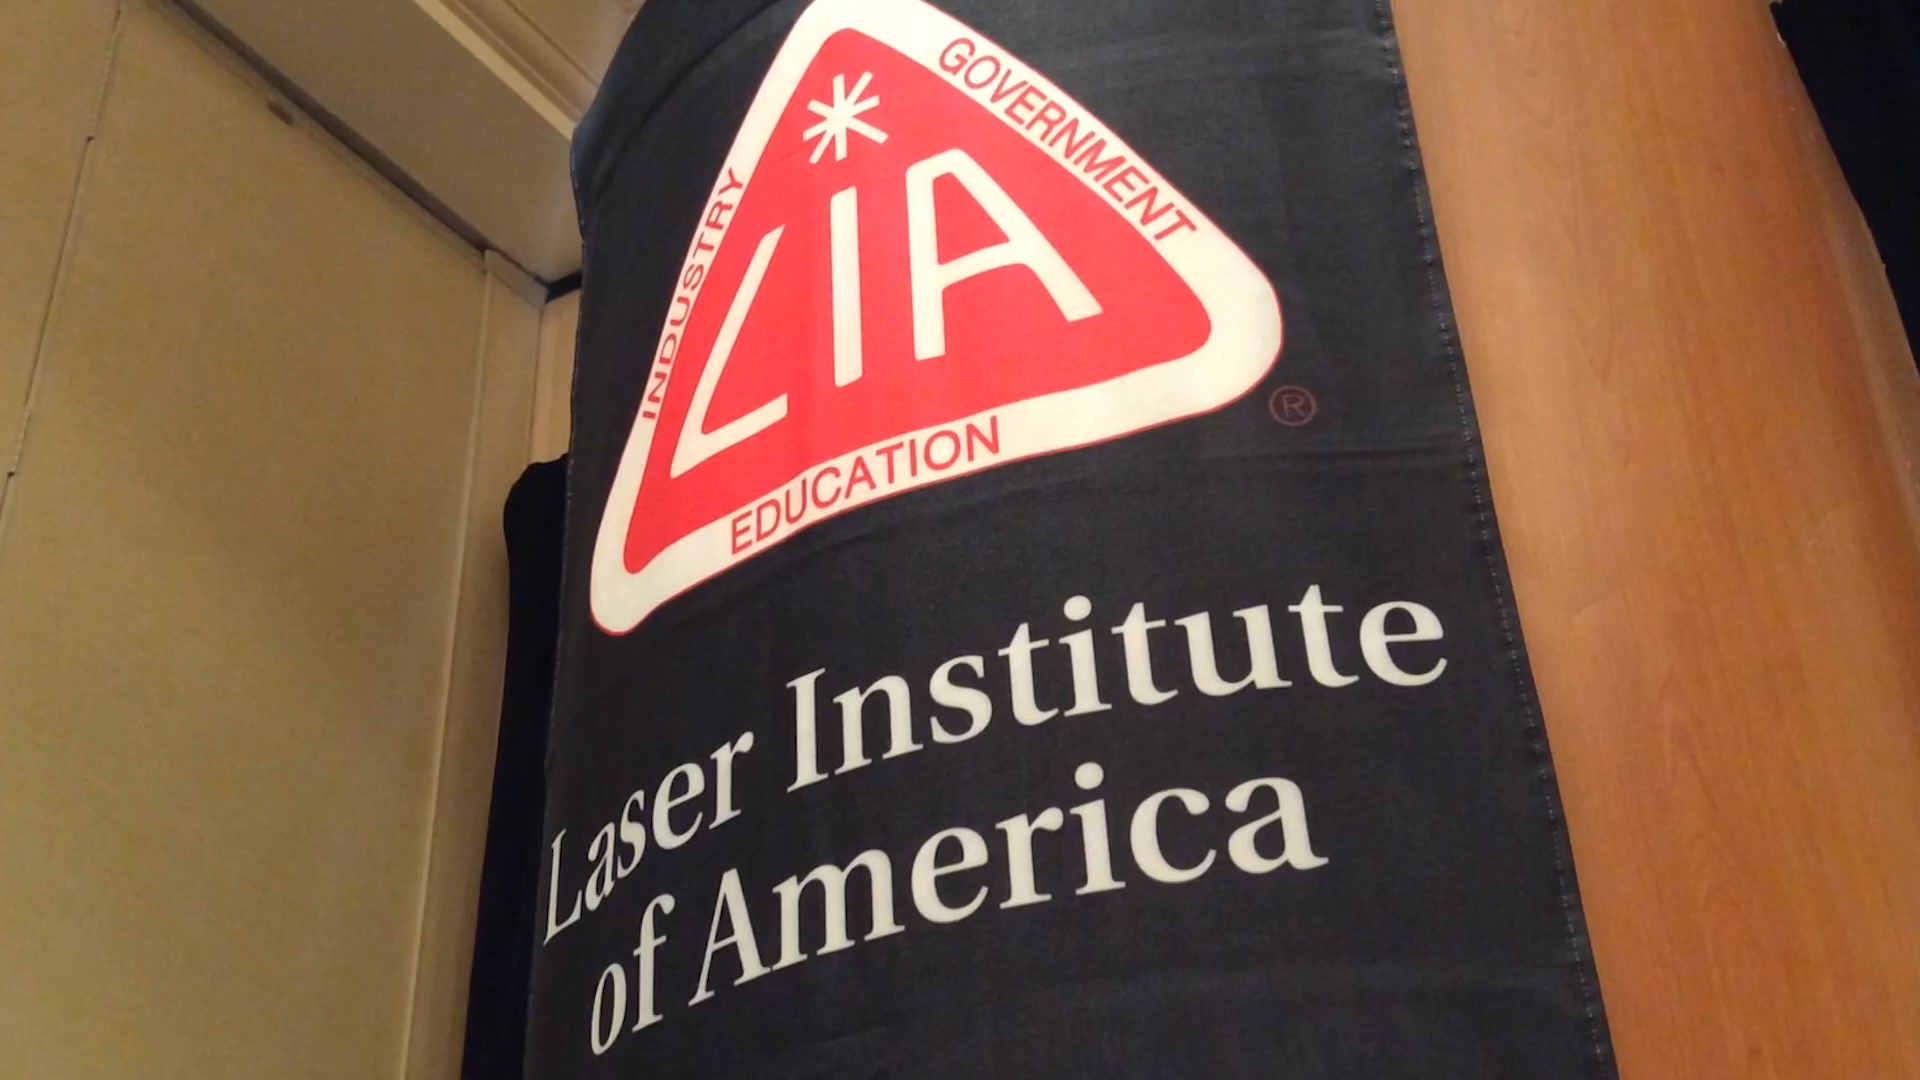 INDUSTRY
GOVERNMENT
LIA
EDUCATION
®
Laser Institute
of America